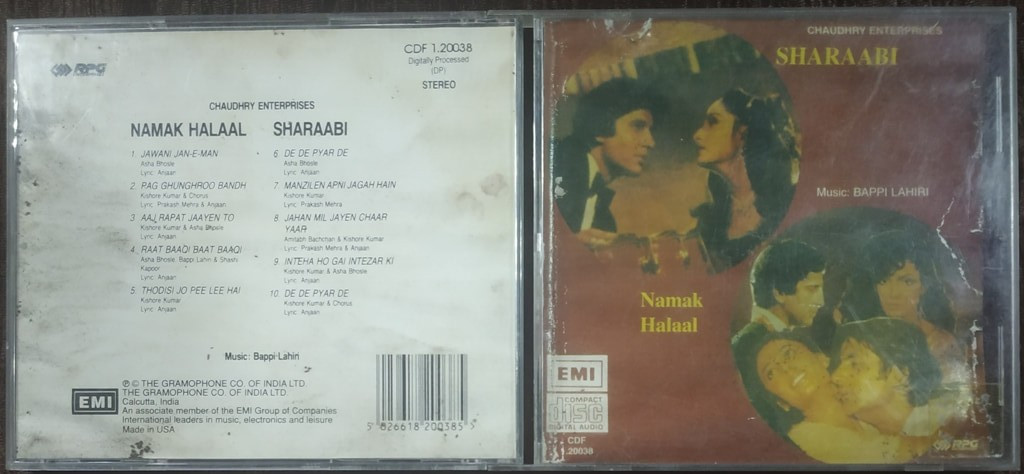 RPG
CDF 1.20038
Digitally Processed
(DP)
STEREO
CHAUDHRY ENTERPRISES
NAMAK HALAAL
1 JAWANI JAN-E-MAN
Asha Bhosle
Lyric: Anjaan
2. PAG GHUNGHROO BANDH
Kishore Kumar & Chorus
Lyric: Prakash Mehra & Anjaan
3 AAJ RAPAT JAAYEN TO
Kishore Kumar & Asha Bhosle
Lyric: Anjaan
4. RAAT BAAQI BAAT BAAQI
Asha Bhosle, Bappi Lahiri & Shashi
Kapoor
Lyric: Anjaan
5. THODISI JO PEE LEE HAI
Kishore Kumar
Lyric: Anjaan
SHARAABI
6. DE DE PYAR DE
Asha Bhosle
Lyric: Anjaan
7 MANZILEN APNI JAGAH HAIN
Kishore Kumar
Lyric: Prakash Mehra
8 JAHAN MIL JAYEN CHAAR
YAAR
Amitabh Bachchan & Kishore Kumar
Lyric: Prakash Mehra & Anjaan
9 INTEHA HO GAI INTEZAR KI
Kishore Kumar & Asha Bhosle
Lyric: Anjaan
10. DE DE PYAR DE
Kishore Kumar & Chorus
Lyric: Anjaan
Music: Bappi Lahiri
EMI
℗ © THE GRAMOPHONE CO. OF INDIA LTD.
THE GRAMOPHONE CO. OF INDIA LTD.
Calcutta, India
An associate member of the EMI Group of Companies
International leaders in music, electronics and leisure
Made in USA
5 026618 200385 5
CHAUDHRY ENTERPRISES
SHARAABI
Music: BAPPI LAHIRI
Namak
Halaal
EMI
COMPACT
disc
DIGITAL AUDIO
CDF
1.20038
RPG